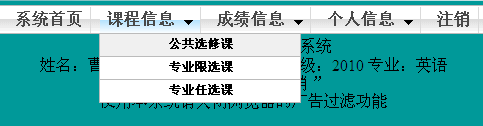 系统首页 课程信息 成绩信息 个人信息 注销
公共选修课
专业限选课
专业任选课
系统
姓名：曹 级：2010 专业：英语
销 ”
使用本系统请关闭浏览器的广告过滤功能